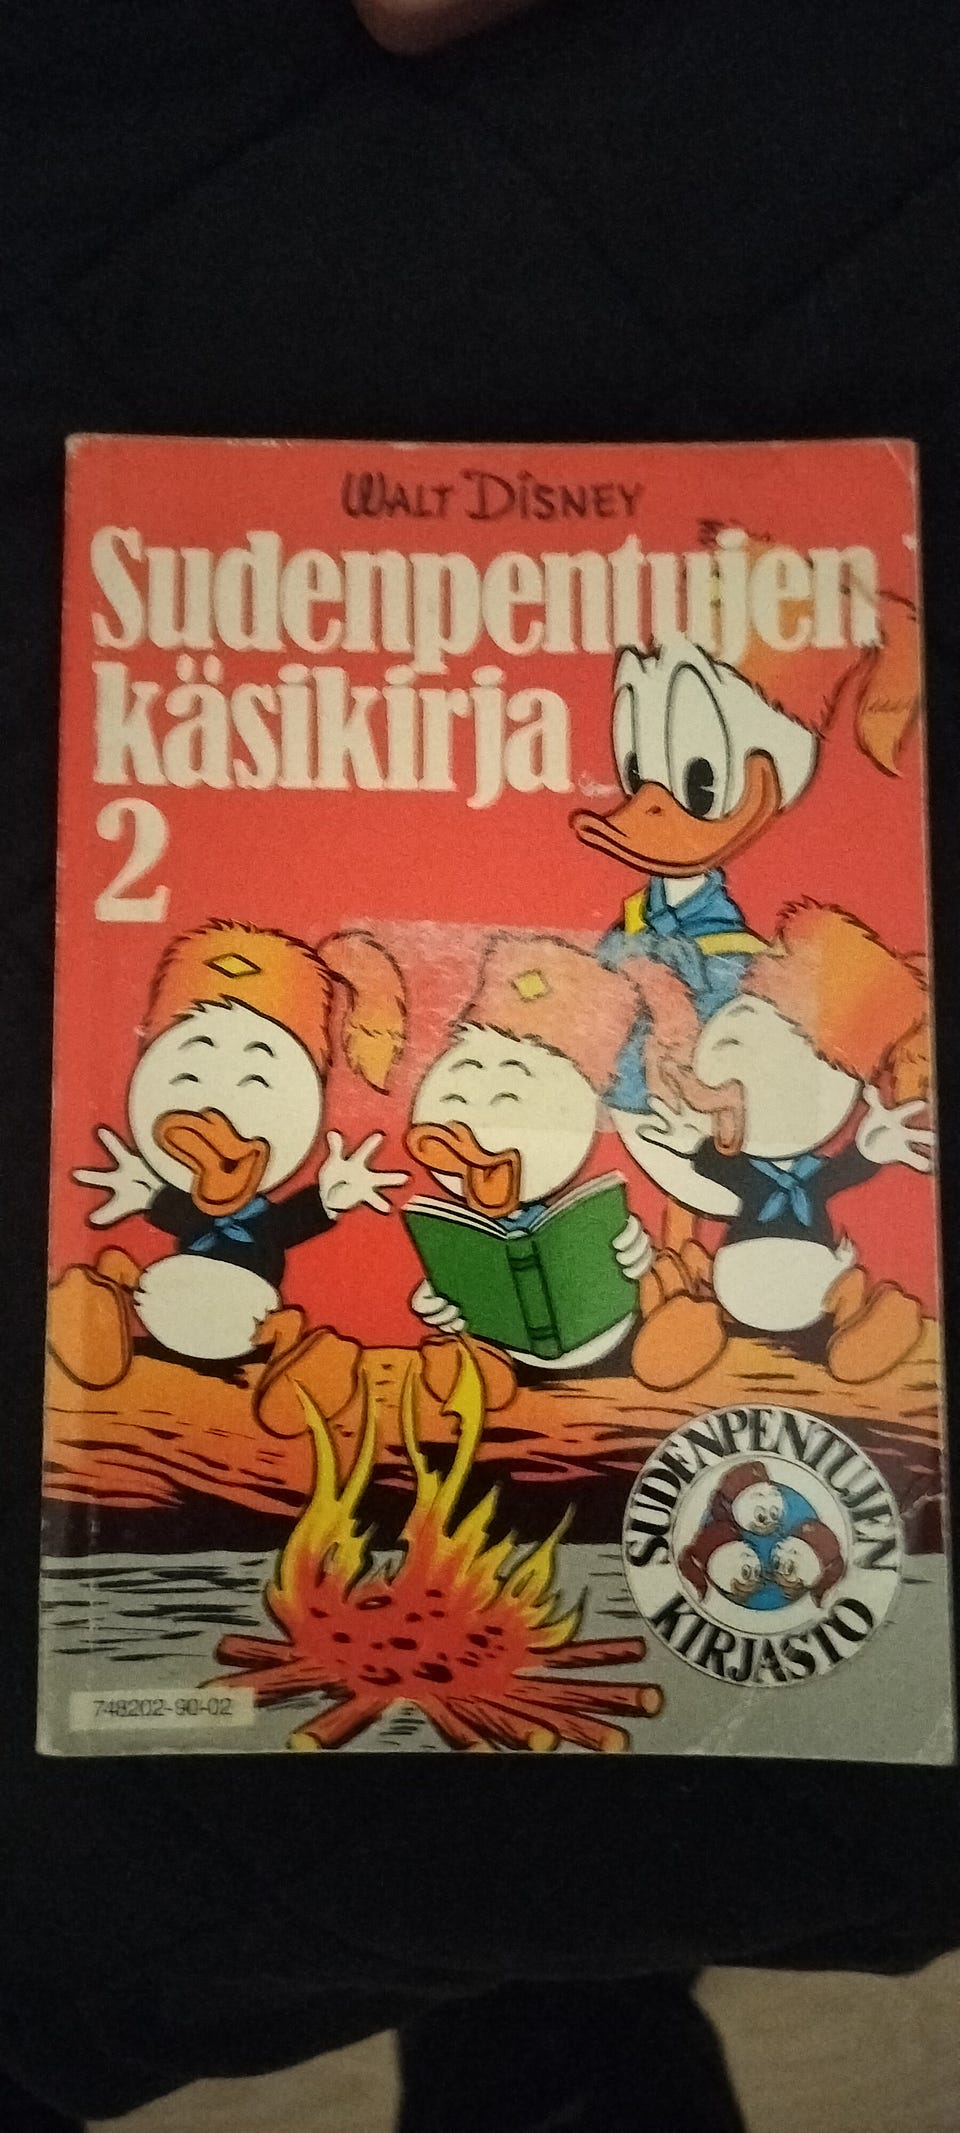 WALT DISNEY
Sudenpentujen
käsikirja
2
SUDENPENTUJEN
KIRJASTO
748202-90-02